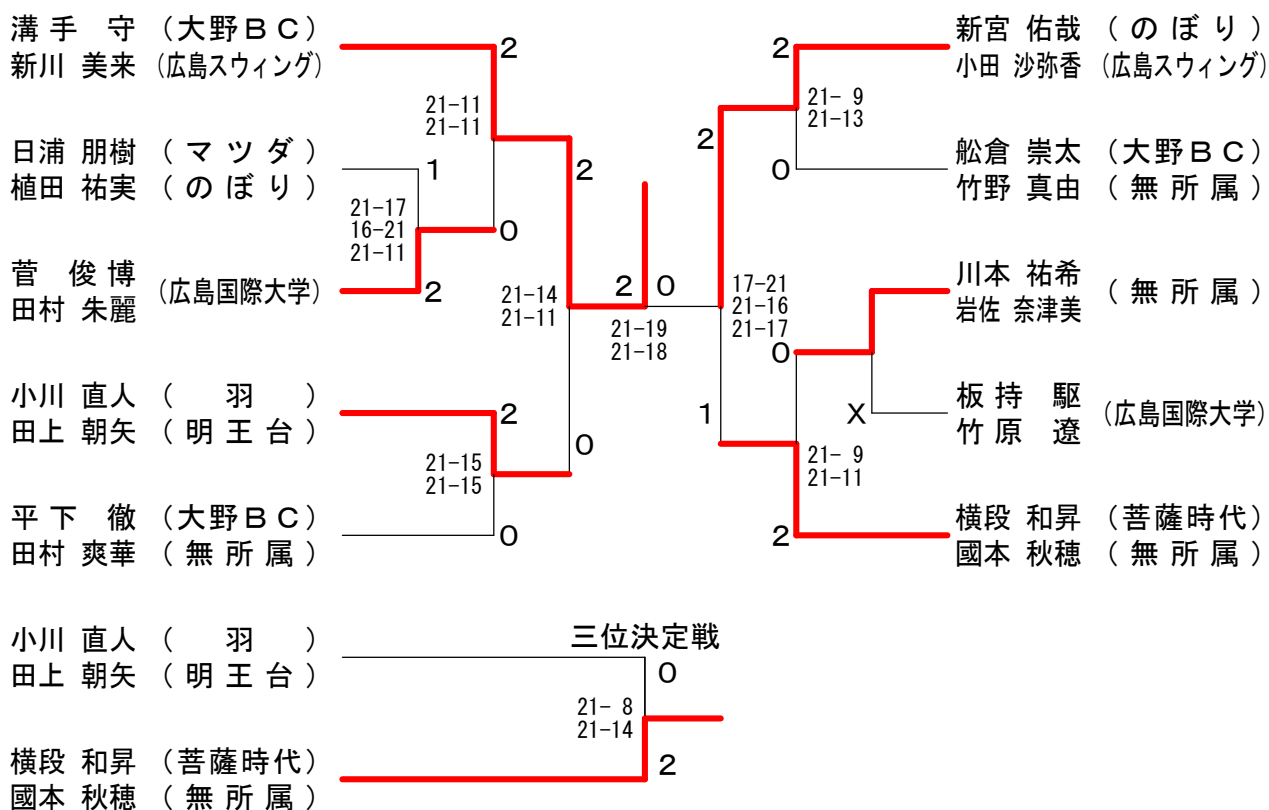 溝手 守 (大野BC)
新川 美来 (広島スウィング)
2
21-11
21-11
日浦 朋樹 (マツダ)
植田 祐実 (のぼり)
1
21-17
16-21
21-11
0
菅 俊博
田村 朱麗
(広島国際大学)
2
2
21-14
21-11
小川 直人 (羽)
田上 朝矢 (明王台)
2
21-15
21-15
0
平下 徹 (大野BC)
田村 爽華 (無所属)
0
2 0
21-19
21-18
新宮 佑哉 (のぼり)
小田 沙弥香 (広島スウィング)
2
21- 9
21-13
2
舩倉 崇太 (大野BC)
竹野 真由 (無所属)
0
17-21
21-16
21-17
川本 祐希
岩佐 奈津美
(無所属)
0
板持 駆
竹原 遼
(広島国際大学)
X
1
21- 9
21-11
横段 和昇 (菩薩時代)
國本 秋穂 (無所属)
2
三位決定戦
小川 直人 (羽)
田上 朝矢 (明王台)
0
21- 8
21-14
横段 和昇 (菩薩時代)
國本 秋穂 (無所属)
2